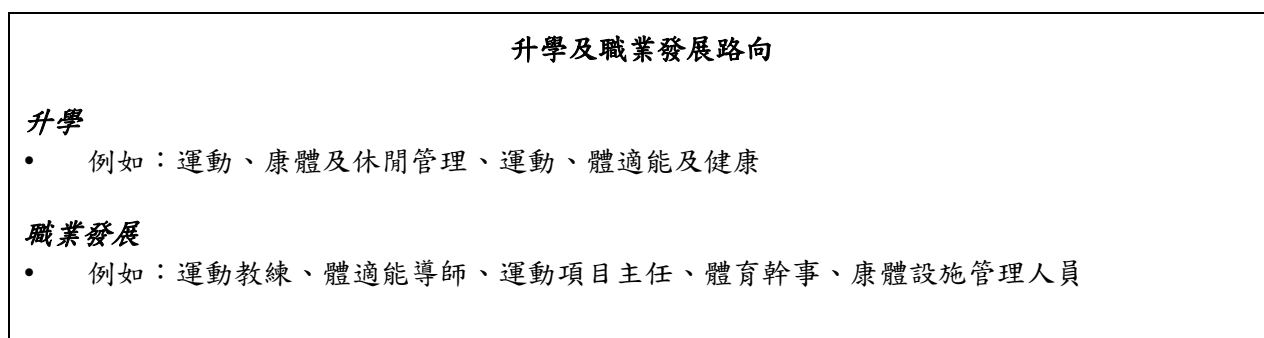 升學及職業發展路向
升學
• 例如：運動、康體及休閒管理、運動、體適能及健康
職業發展
• 例如：運動教練、體適能導師、運動項目主任、體育幹事、康體設施管理人員